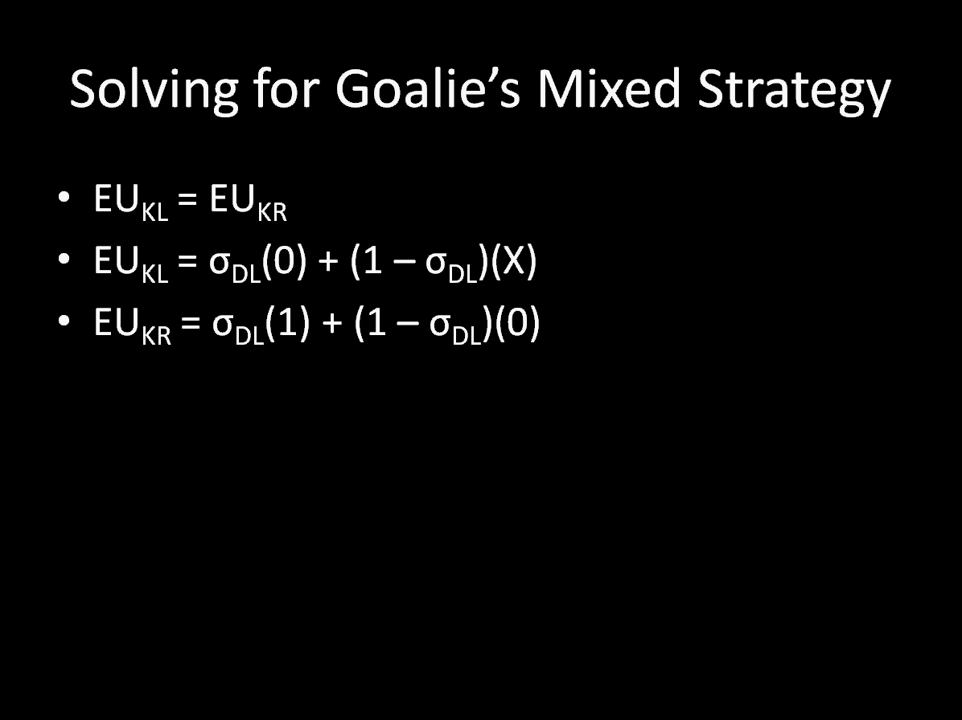 Solving for Goalie’s Mixed Strategy
• EU_KL = EU_KR
• EU_KL = σ_DL(0) + (1 – σ_DL)(X)
• EU_KR = σ_DL(1) + (1 – σ_DL)(0)